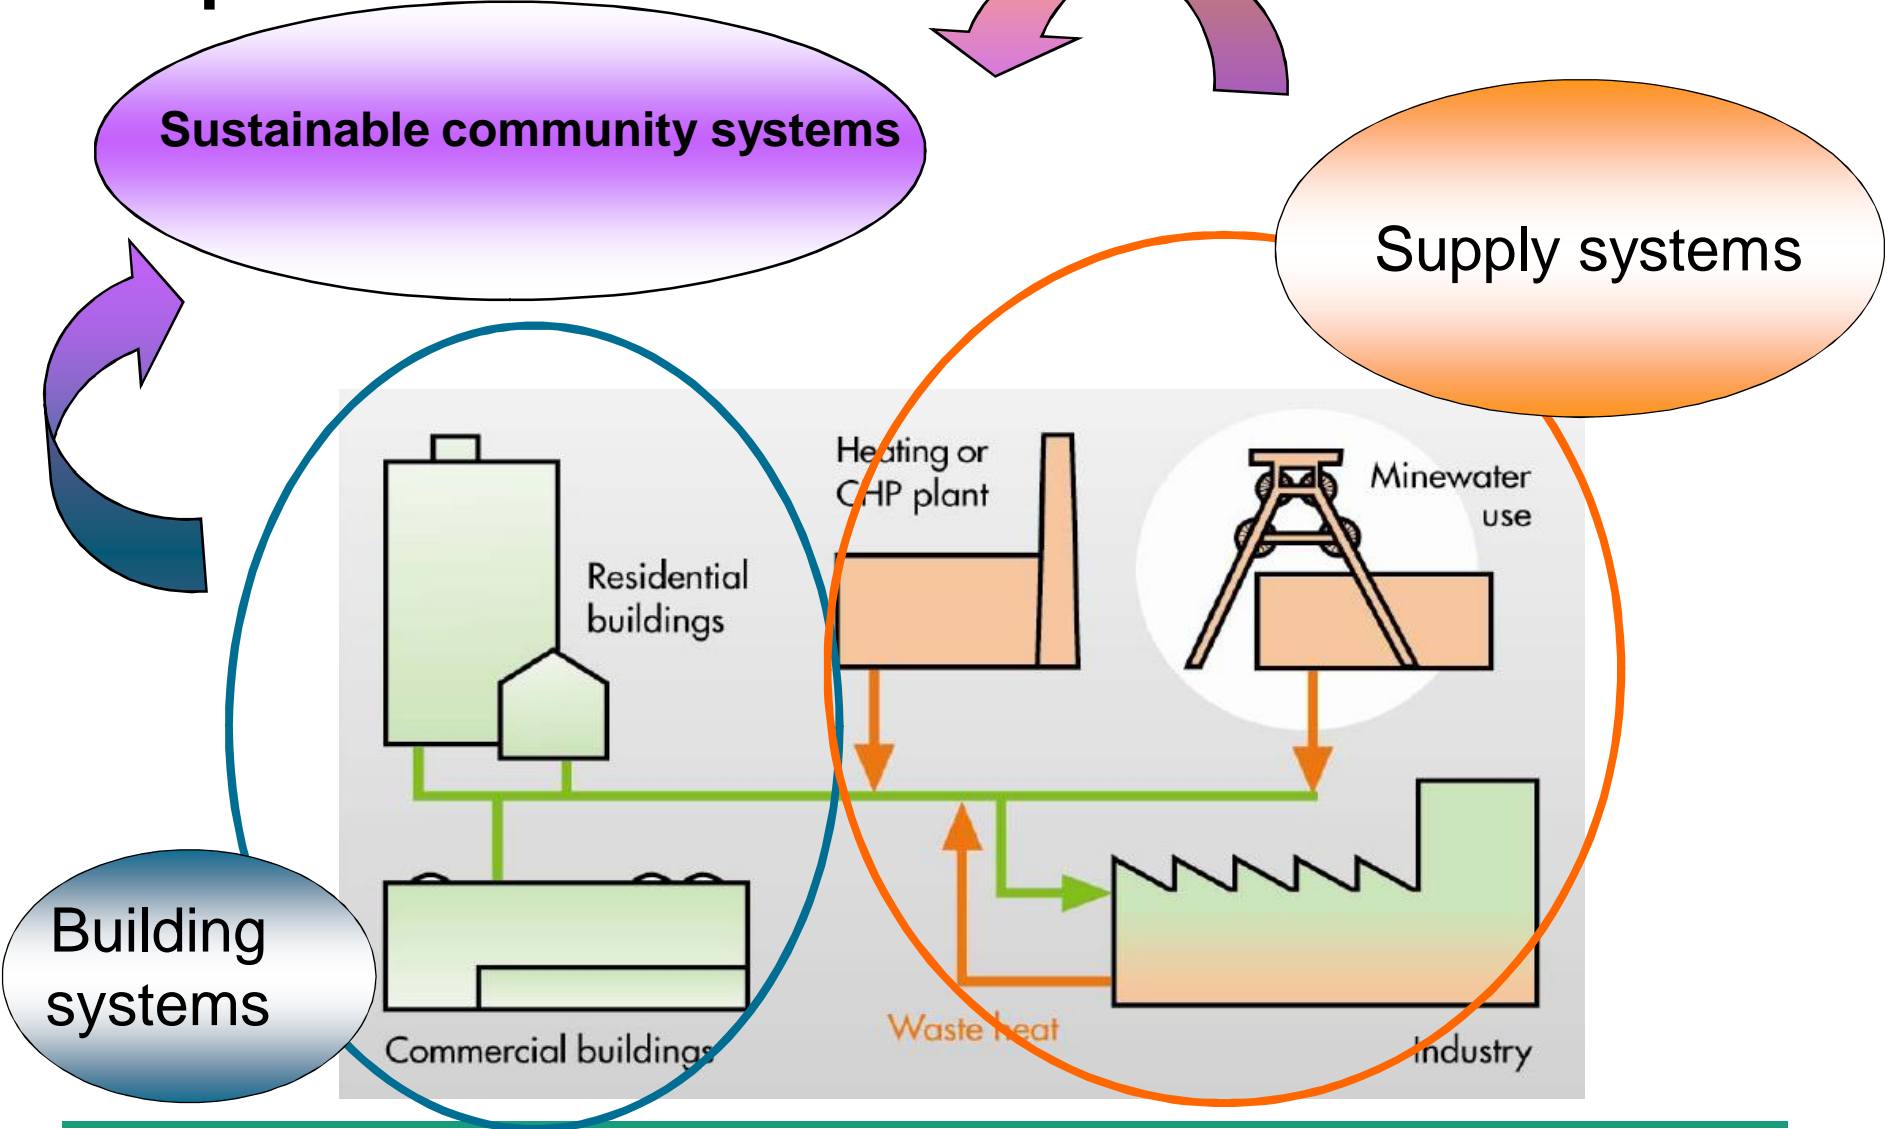 Sustainable community systems
Supply systems
Heating or
CHP plant
Minewater
use
Residential
buildings
Building
systems
Commercial buildings
Waste heat
Industry